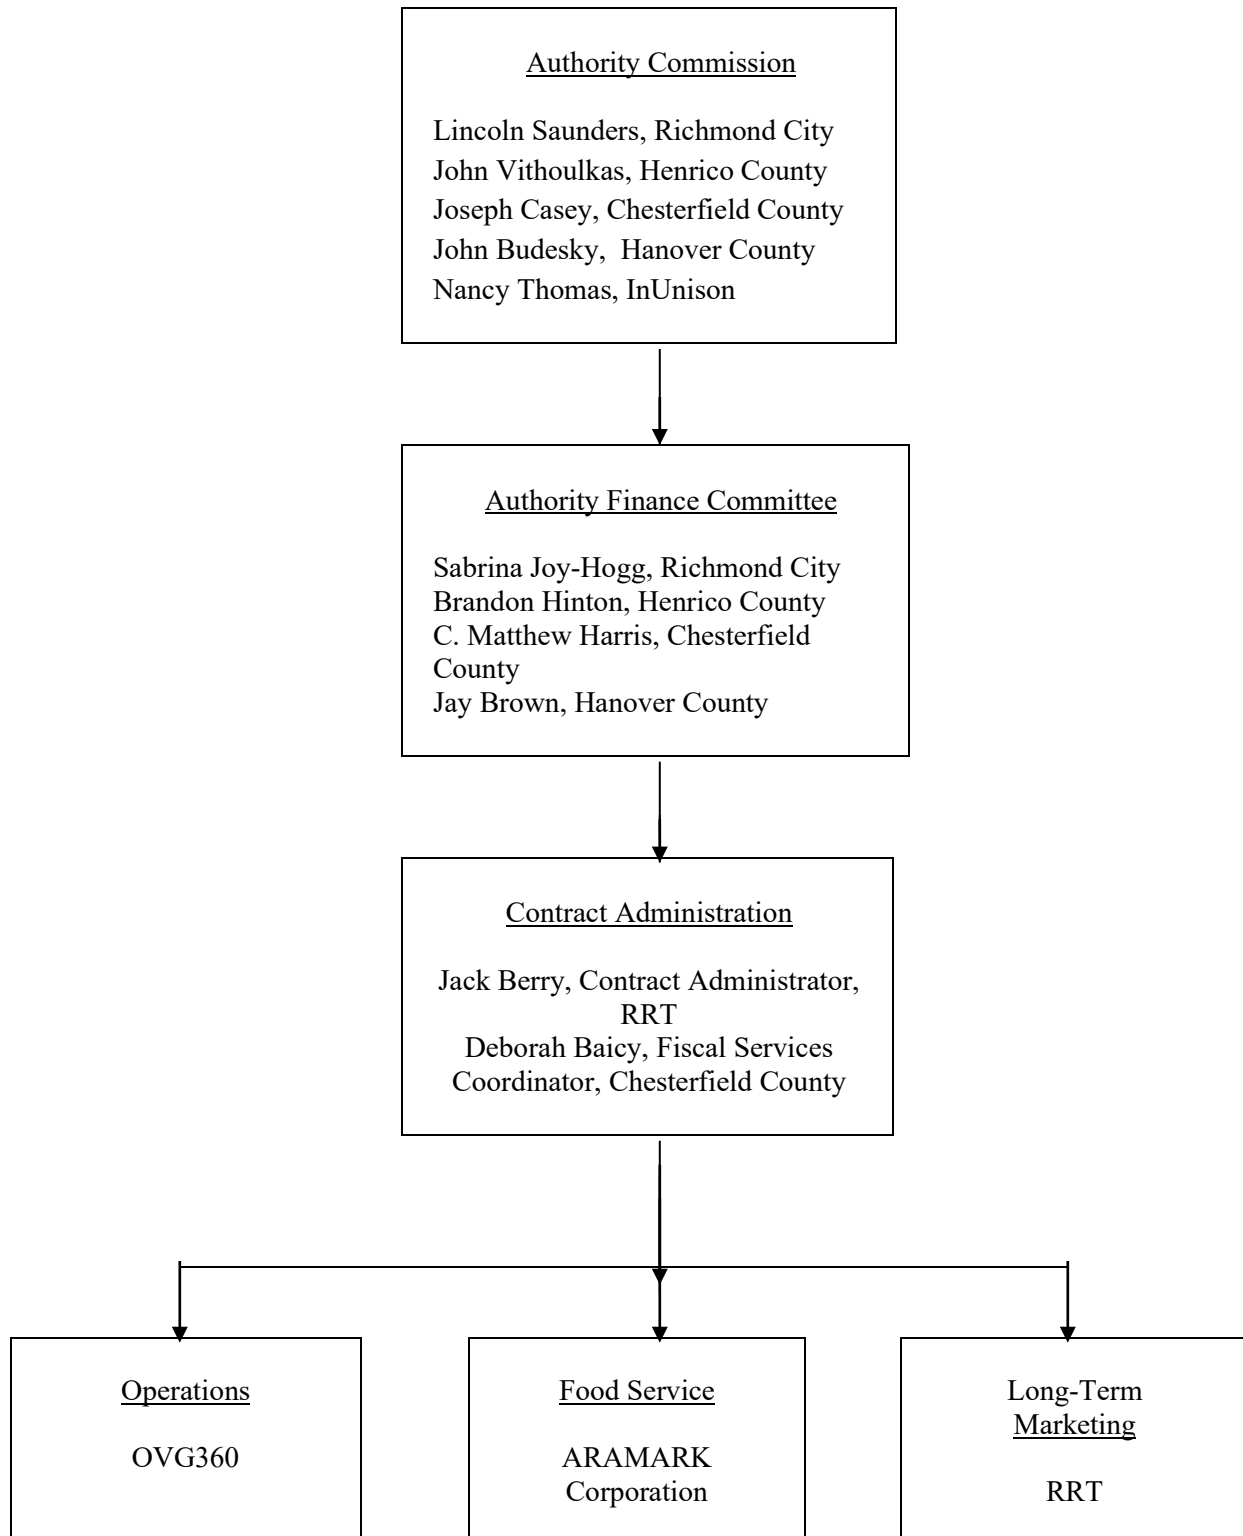 Authority Commission
Lincoln Saunders, Richmond City
John Vithoulkas, Henrico County
Joseph Casey, Chesterfield County
John Budesky,  Hanover County
Nancy Thomas, InUnison
Authority Finance Committee
Sabrina Joy-Hogg, Richmond City
Brandon Hinton, Henrico County
C. Matthew Harris, Chesterfield
County
Jay Brown, Hanover County
Contract Administration
Jack Berry, Contract Administrator,
RRT
Deborah Baicy, Fiscal Services
Coordinator, Chesterfield County
Operations
OVG360
Food Service
ARAMARK
Corporation
Long-Term
Marketing
RRT